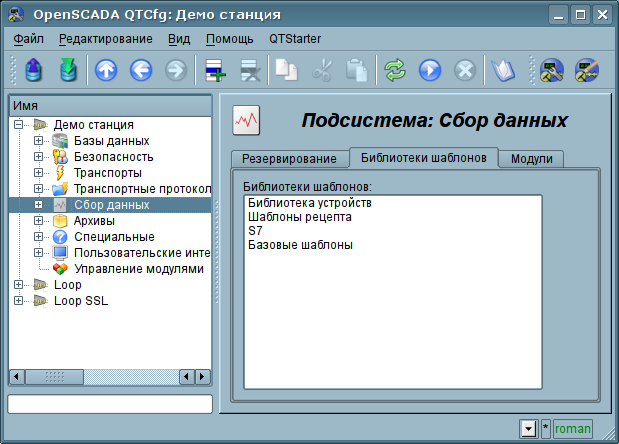 OpenSCADA QTCfg: Демо станция
Файл Редактирование Вид Помощь QTStarter
Имя
Демо станция
Базы данных
Безопасность
Транспорты
Транспортные протокол
Сбор данных
Архивы
Специальные
Пользовательские инте
Управление модулями
Loop
Loop SSL
Подсистема: Сбор данных
Резервирование Библиотеки шаблонов Модули
Библиотеки шаблонов:
Библиотека устройств
Шаблоны рецепта
S7
Базовые шаблоны
* roman